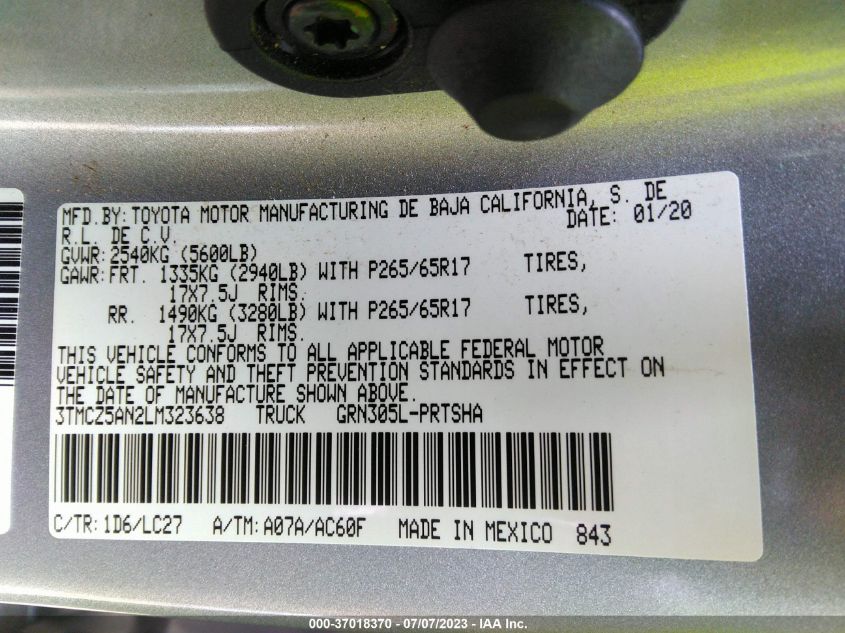 MFD. BY: TOYOTA MOTOR MANUFACTURING DE BAJA CALIFORNIA, S. DE
R.L. DE C.V. DATE: 01/20
GVWR: 2540KG (5600LB)
GAWR: FRT. 1335KG (2940LB) WITH P265/65R17 TIRES,
17X7.5J RIMS.
RR. 1490KG (3280LB) WITH P265/65R17 TIRES,
17X7.5J RIMS.
THIS VEHICLE CONFORMS TO ALL APPLICABLE FEDERAL MOTOR
VEHICLE SAFETY AND THEFT PREVENTION STANDARDS IN EFFECT ON
THE DATE OF MANUFACTURE SHOWN ABOVE.
3TMCZ5AN2LM323638 TRUCK GRN305L-PRTSHA
C/TR: 1D6/LC27 A/TM: A07A/AC60F MADE IN MEXICO 843
000-37018370 - 07/07/2023 - © IAA Inc.